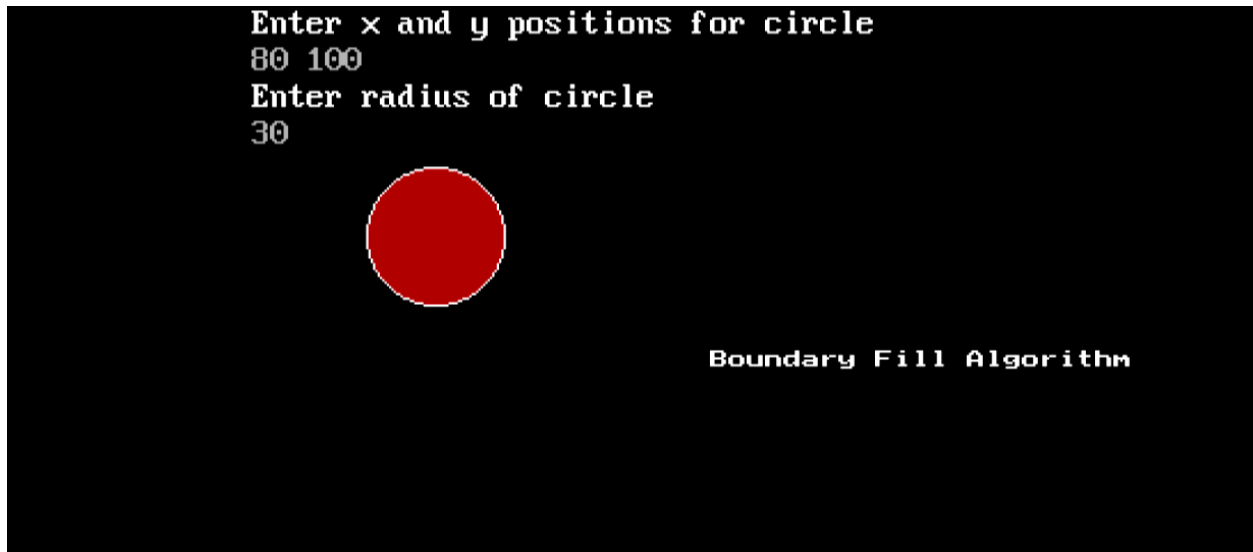 Enter x and y positions for circle
80 100
Enter radius of circle
30
Boundary Fill Algorithm